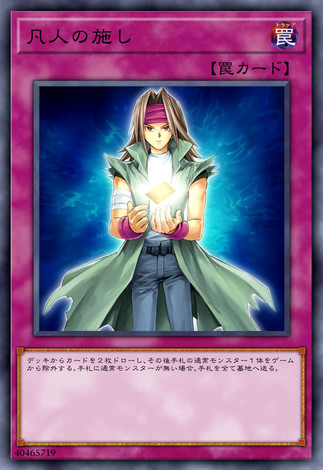 凡人の施し
トラップ
罠
【罠カード】
デッキからカードを2枚ドローし、その後手札の通常モンスター1体をゲーム
から除外する。手札に通常モンスターが無い場合、手札を全て墓地へ送る。
40465719